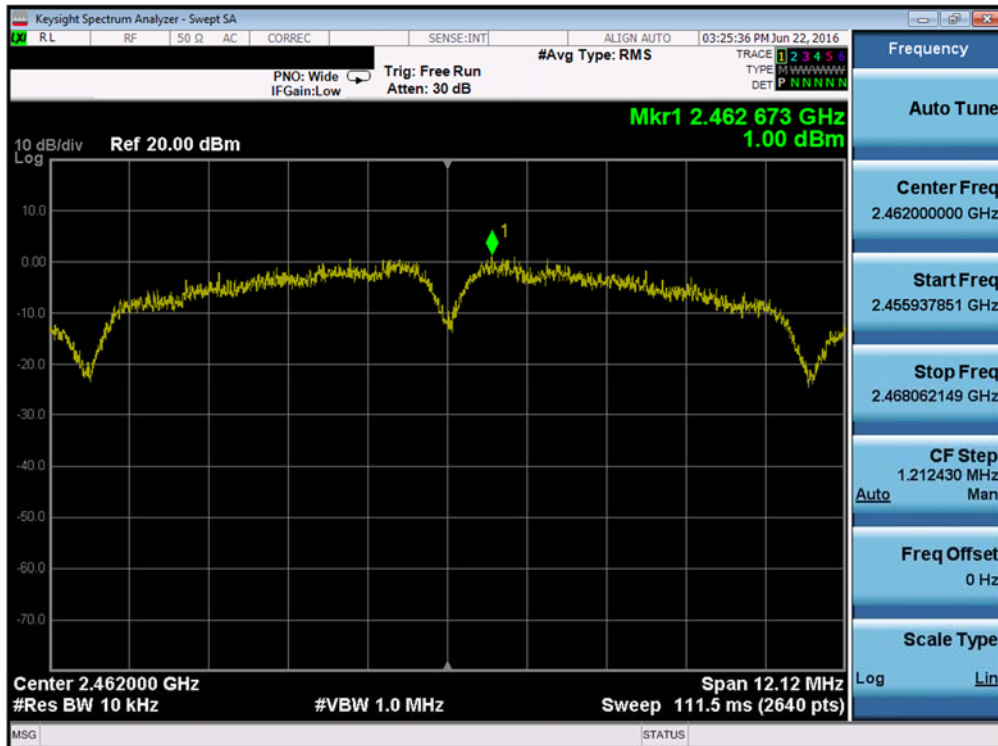 Keysight Spectrum Analyzer - Swept SA
LXI RL RF 50 Ω AC CORREC SENSE:INT ALIGN AUTO 03:25:36 PM Jun 22, 2016
Frequency
PNO: Wide
IFGain:Low
Trig: Free Run
Atten: 30 dB
#Avg Type: RMS
TRACE 1 2 3 4 5 6
TYPE M W W W W W
DET P N N N N N
Auto Tune
Mkr1 2.462 673 GHz
1.00 dBm
10 dB/div Ref 20.00 dBm
Log
10.0
0.00
-10.0
-20.0
-30.0
-40.0
-50.0
-60.0
-70.0
1
Center Freq
2.462000000 GHz
Start Freq
2.455937851 GHz
Stop Freq
2.468062149 GHz
CF Step
1.212430 MHz
Auto Man
Freq Offset
0 Hz
Scale Type
Log Lin
Center 2.462000 GHz Span 12.12 MHz
#Res BW 10 kHz #VBW 1.0 MHz Sweep 111.5 ms (2640 pts)
MSG STATUS